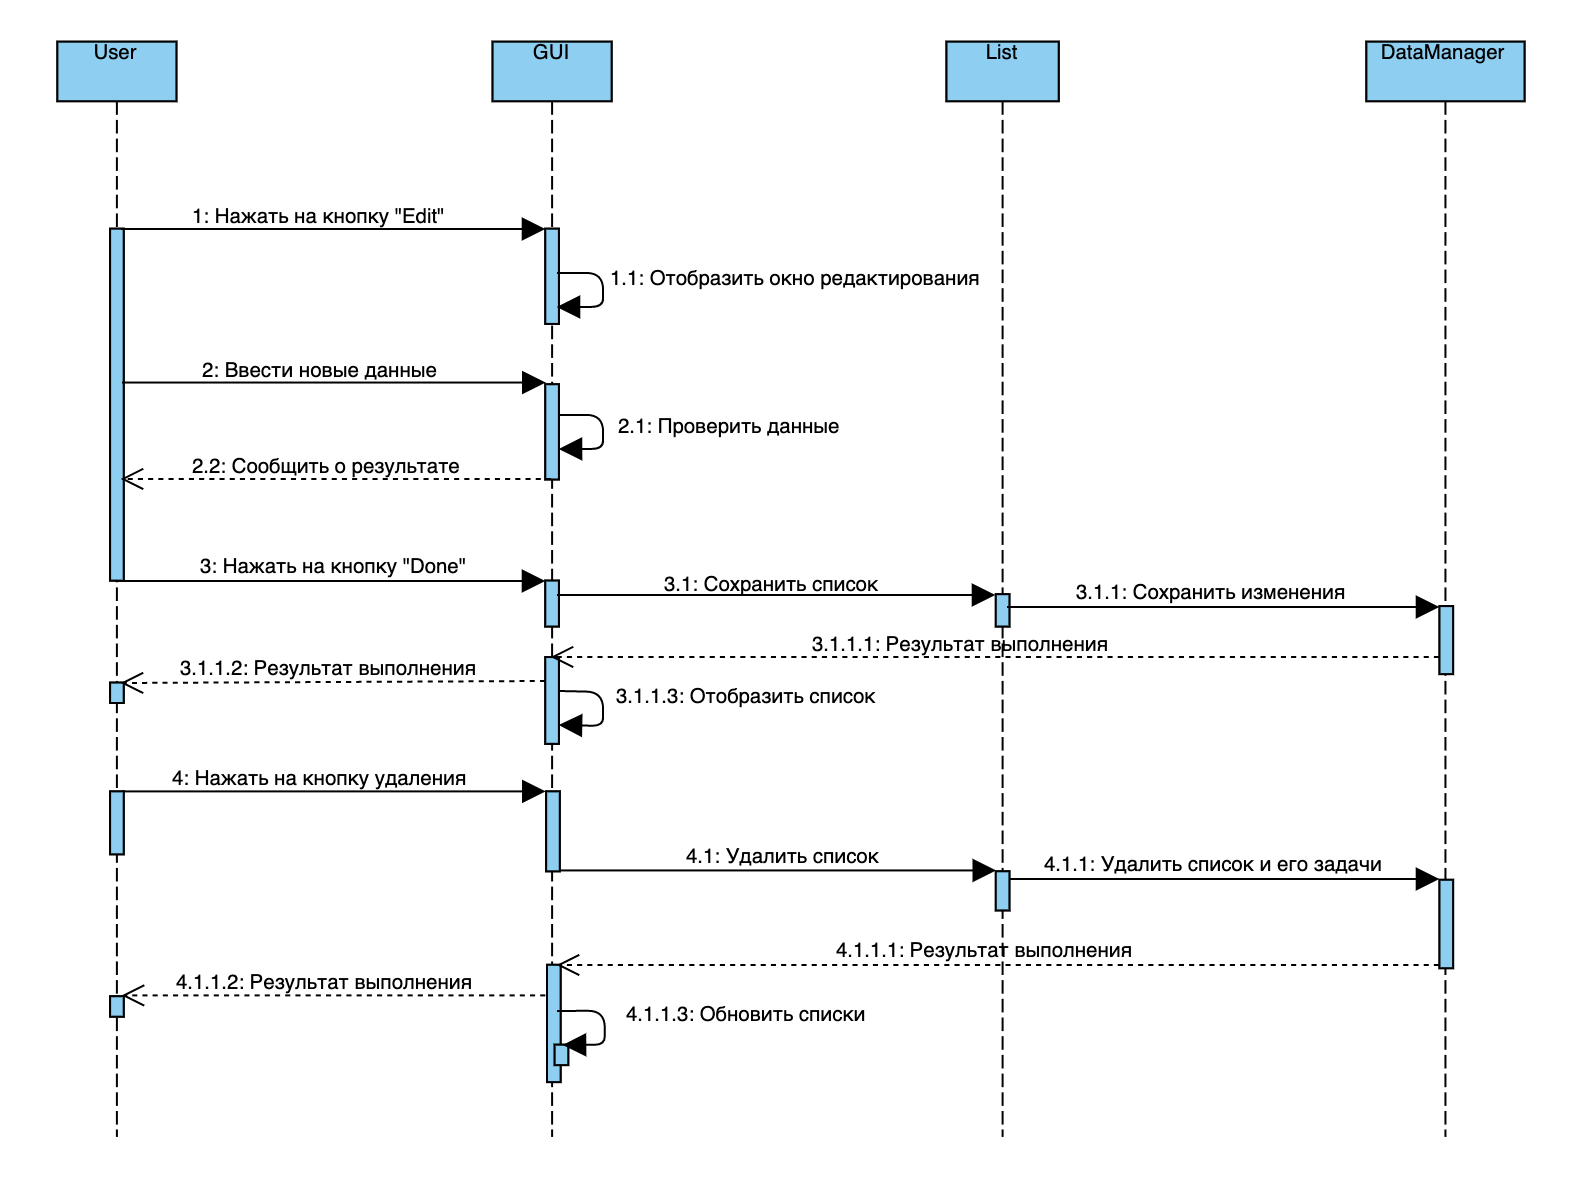 User
GUI
List
DataManager
1: Нажать на кнопку "Edit"
1.1: Отобразить окно редактирования
2: Ввести новые данные
2.1: Проверить данные
2.2: Сообщить о результате
3: Нажать на кнопку "Done"
3.1: Сохранить список
3.1.1: Сохранить изменения
3.1.1.1: Результат выполнения
3.1.1.2: Результат выполнения
3.1.1.3: Отобразить список
4: Нажать на кнопку удаления
4.1: Удалить список
4.1.1: Удалить список и его задачи
4.1.1.1: Результат выполнения
4.1.1.2: Результат выполнения
4.1.1.3: Обновить списки